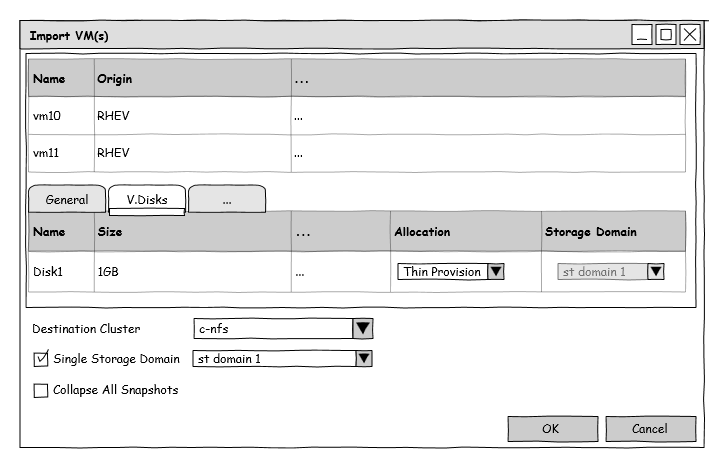 Import VM(s)
Name Origin ...
vm10 RHEV ...
vm11 RHEV ...
General V.Disks ...
Name Size ... Allocation Storage Domain
Disk1 1GB ... Thin Provision st domain 1
Destination Cluster c-nfs
Single Storage Domain st domain 1
Collapse All Snapshots
OK Cancel